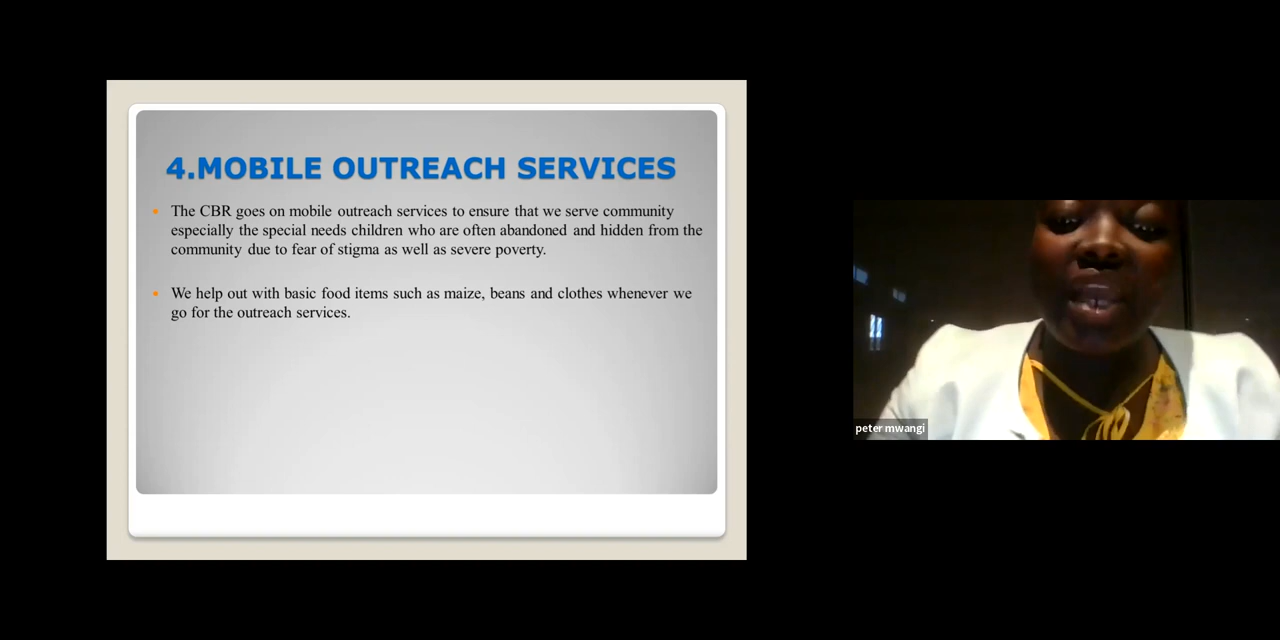 4.MOBILE OUTREACH SERVICES
The CBR goes on mobile outreach services to ensure that we serve community
especially the special needs children who are often abandoned and hidden from the
community due to fear of stigma as well as severe poverty.
We help out with basic food items such as maize, beans and clothes whenever we
go for the outreach services.
peter mwangi